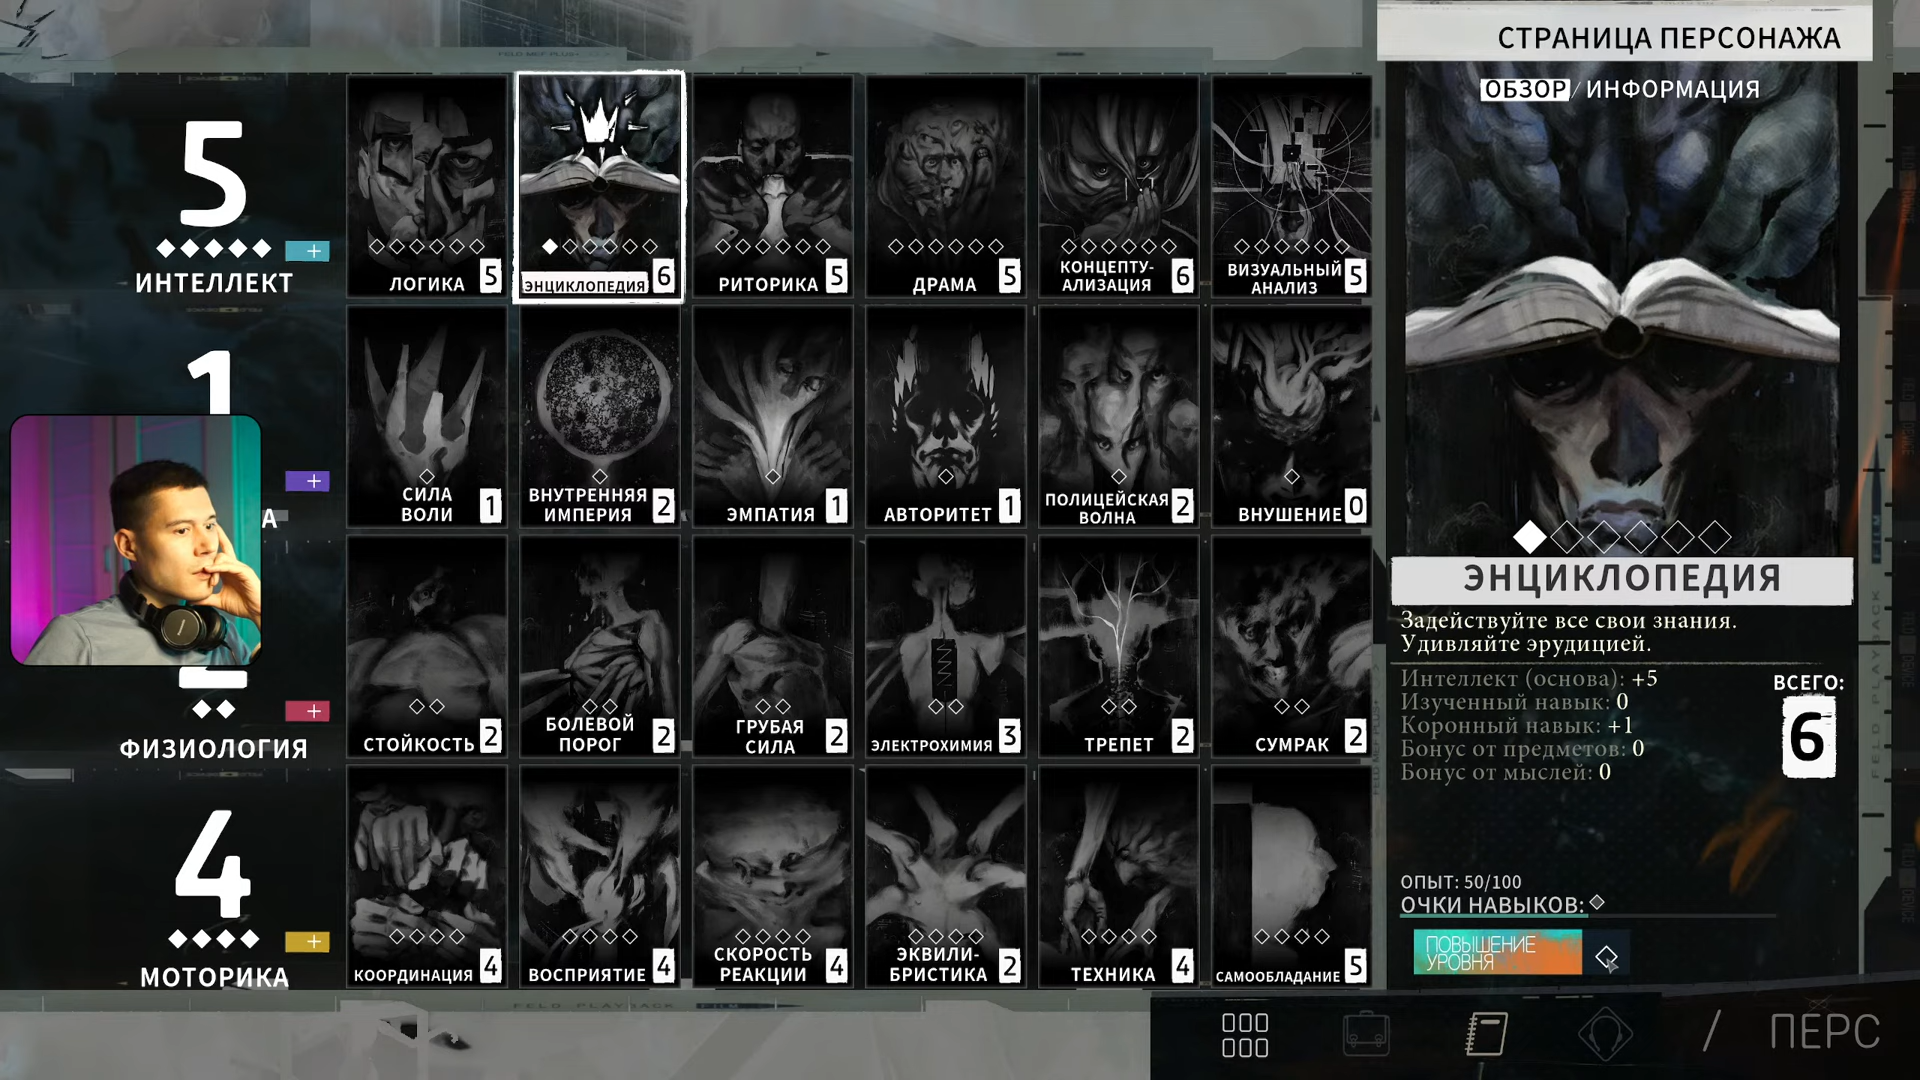 СТРАНИЦА ПЕРСОНАЖА
ОБЗОР / ИНФОРМАЦИЯ
5
ИНТЕЛЛЕКТ
ЛОГИКА 5
ЭНЦИКЛОПЕДИЯ 6
РИТОРИКА 5
ДРАМА 5
КОНЦЕПТУ-
АЛИЗАЦИЯ 6
ВИЗУАЛЬНЫЙ
АНАЛИЗ 5
1
А
СИЛА
ВОЛИ 1
ВНУТРЕННЯЯ
ИМПЕРИЯ 2
ЭМПАТИЯ 1
АВТОРИТЕТ 1
ПОЛИЦЕЙСКАЯ
ВОЛНА 2
ВНУШЕНИЕ 0
ФИЗИОЛОГИЯ
СТОЙКОСТЬ 2
БОЛЕВОЙ
ПОРОГ 2
ГРУБАЯ
СИЛА 2
ЭЛЕКТРОХИМИЯ 3
ТРЕПЕТ 2
СУМРАК 2
4
МОТОРИКА
КООРДИНАЦИЯ 4
ВОСПРИЯТИЕ 4
СКОРОСТЬ
РЕАКЦИИ 4
ЭКВИЛИ-
БРИСТИКА 2
ТЕХНИКА 4
САМООБЛАДАНИЕ 5
ЭНЦИКЛОПЕДИЯ
Задействуйте все свои знания.
Удивляйте эрудицией.
Интеллект (основа): +5
Изученный навык: 0
Коронный навык: +1
Бонус от предметов: 0
Бонус от мыслей: 0
ВСЕГО:
6
ОПЫТ: 50/100
ОЧКИ НАВЫКОВ:
ПОВЫШЕНИЕ
УРОВНЯ
/ ПЕРС